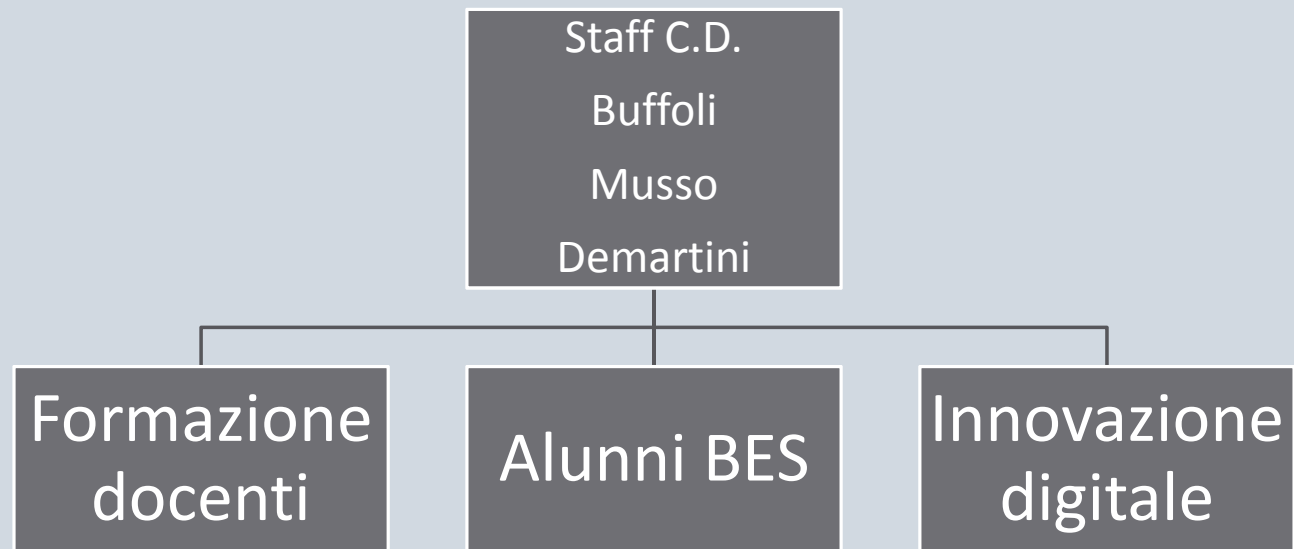 Staff C.D.
Buffoli
Musso
Demartini
Formazione
docenti
Alunni BES
Innovazione
digitale